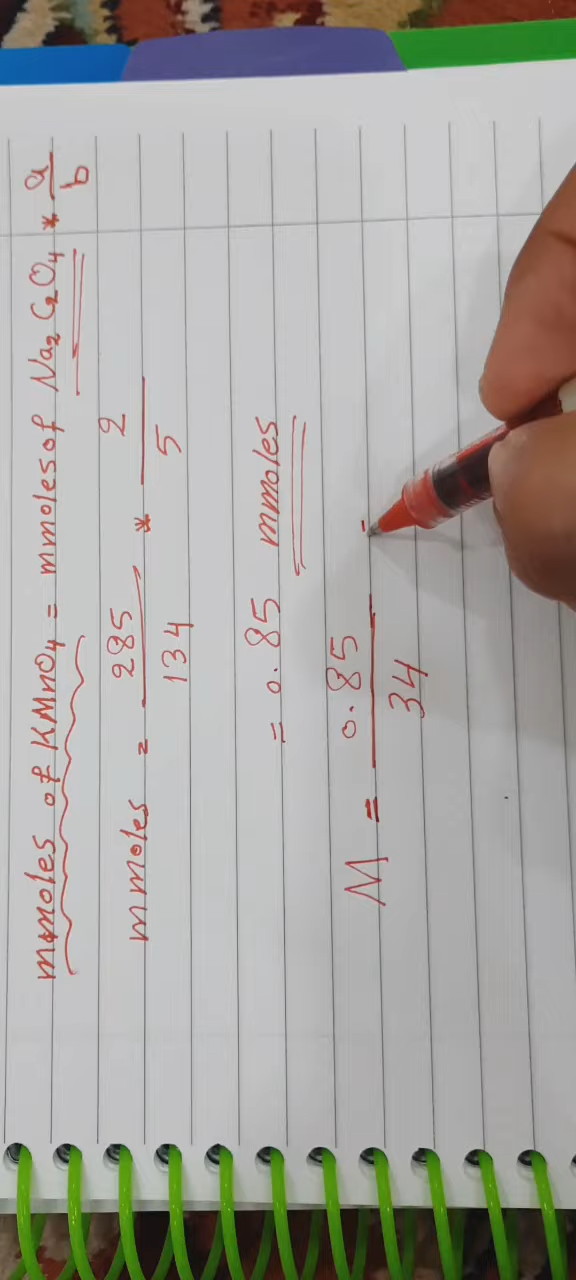 mmoles of KMnO₄ = mmoles of Na₂C₂O₄ * a/b
mmoles = 285/134 * 2/5
= 0.85 mmoles
M = 0.85/34 =